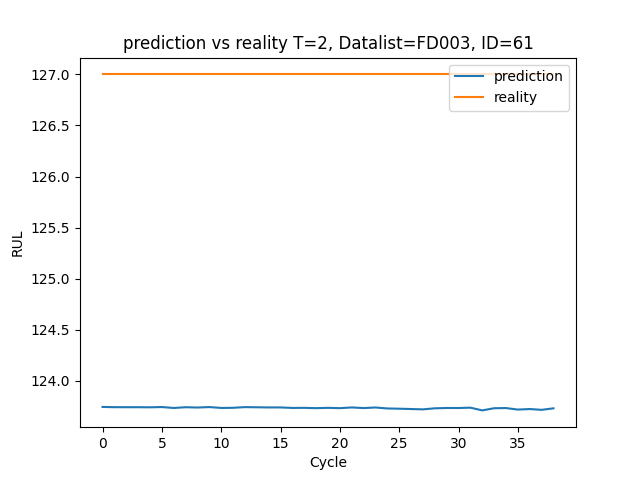 prediction vs reality T=2, Datalist=FD003, ID=61
127.0
126.5
126.0
125.5
125.0
124.5
124.0
RUL
prediction
reality
0 5 10 15 20 25 30 35
Cycle